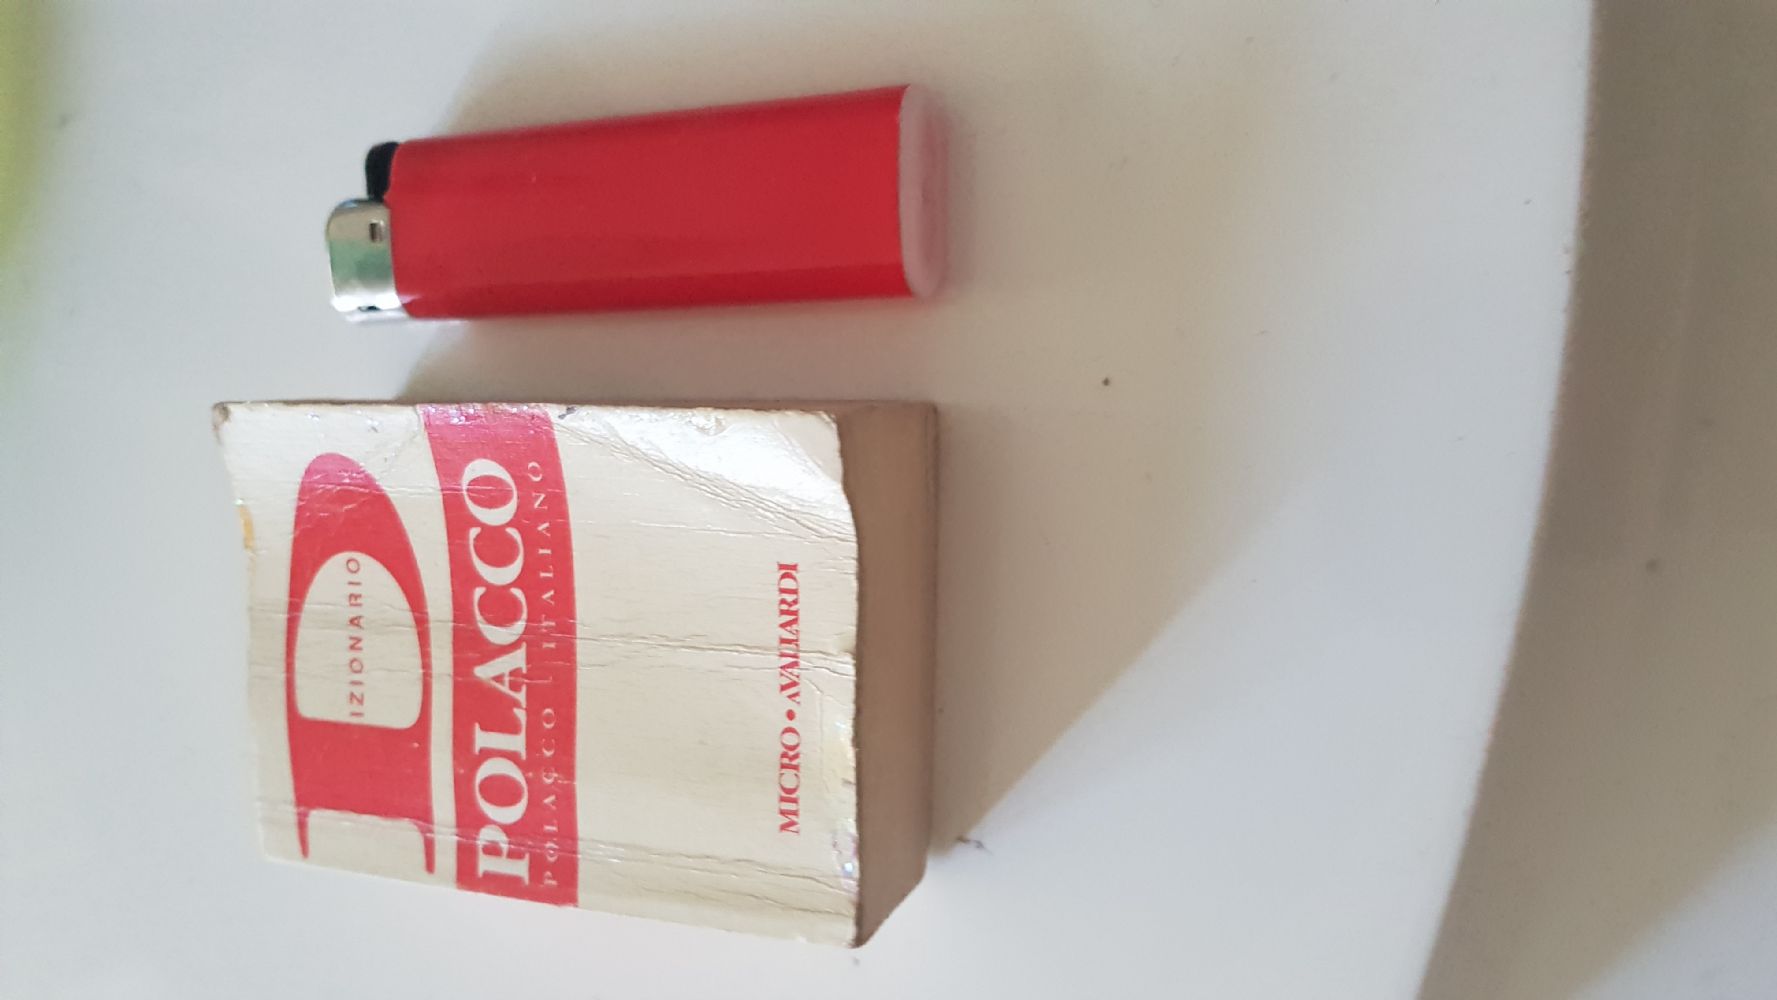 DIZIONARIO
POLACCO
POLACCO ITALIANO
MICRO • AVALLARDI